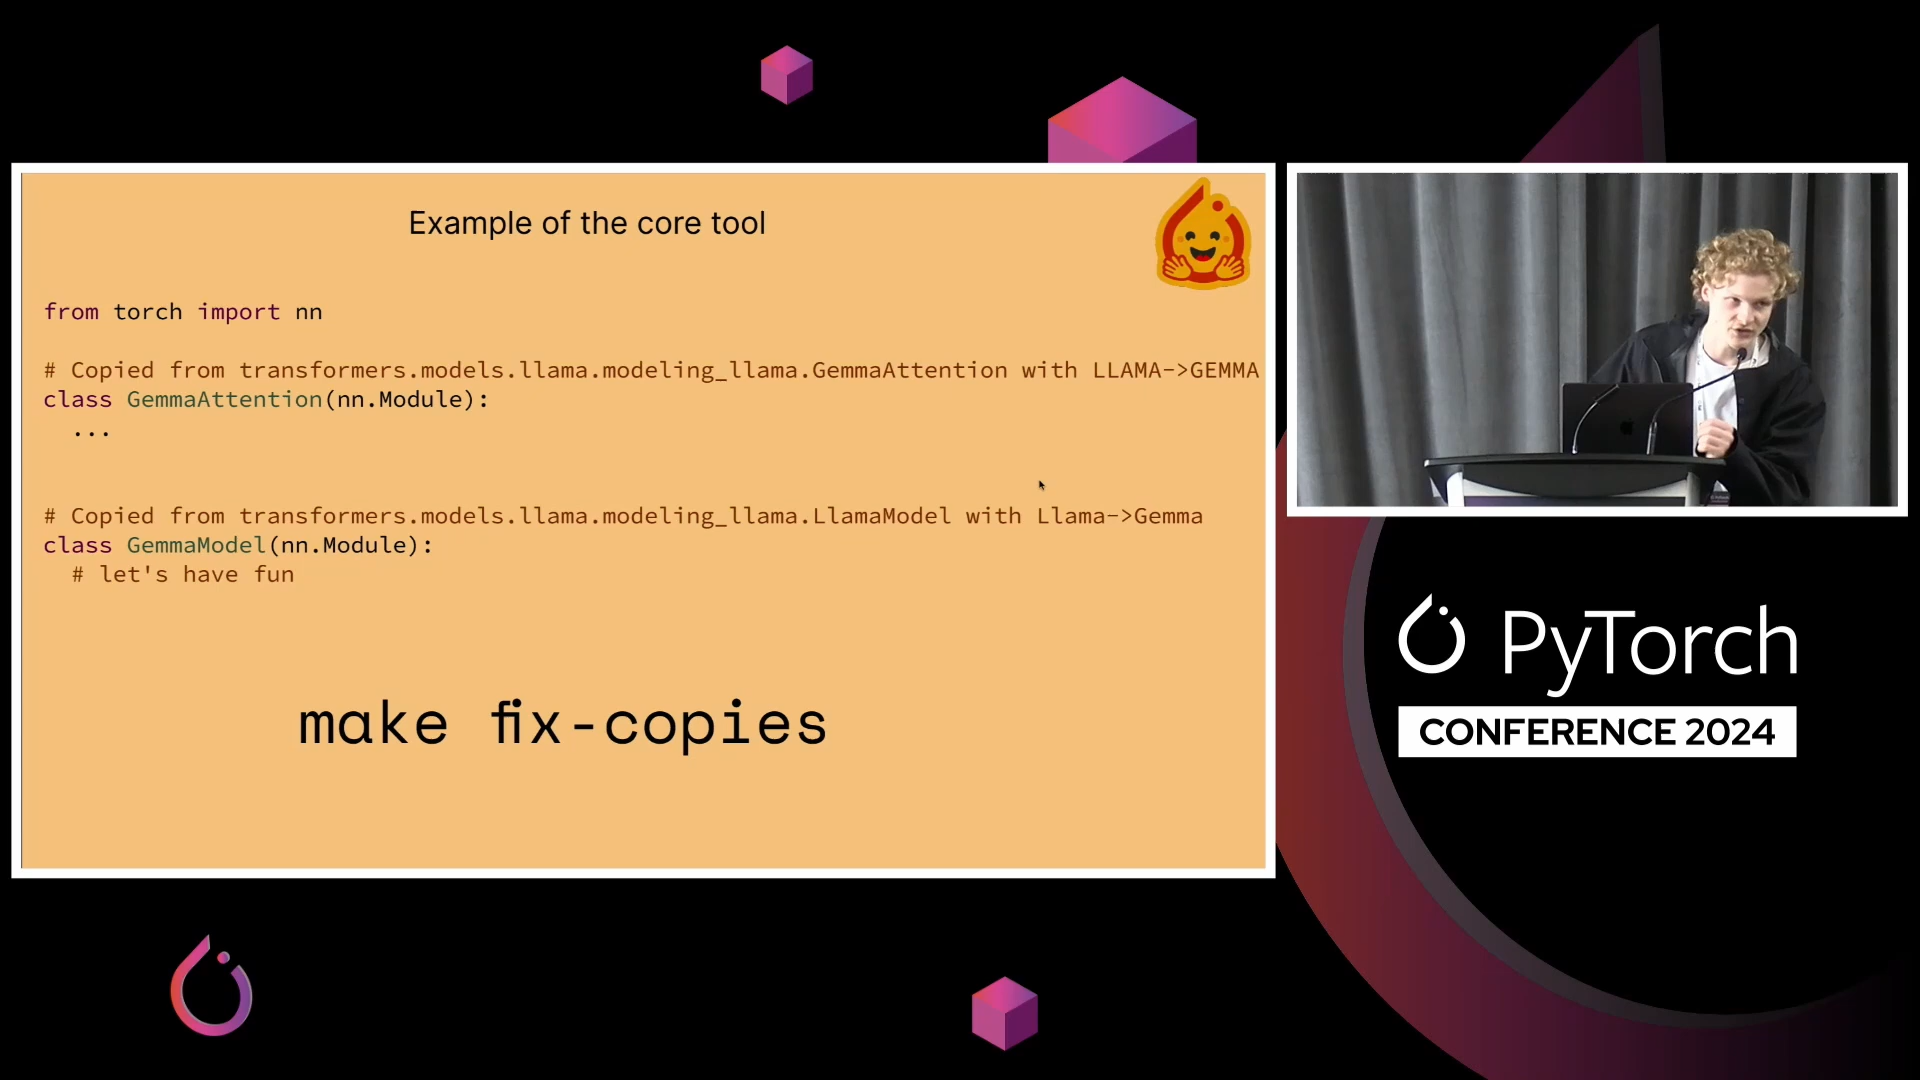 Example of the core tool
from torch import nn
# Copied from transformers.models.llama.modeling_llama.GemmaAttention with LLAMA->GEMMA
class GemmaAttention(nn.Module):
...
# Copied from transformers.models.llama.modeling_llama.LlamaModel with Llama->Gemma
class GemmaModel(nn.Module):
# let's have fun
make fix-copies
PyTorch
CONFERENCE 2024